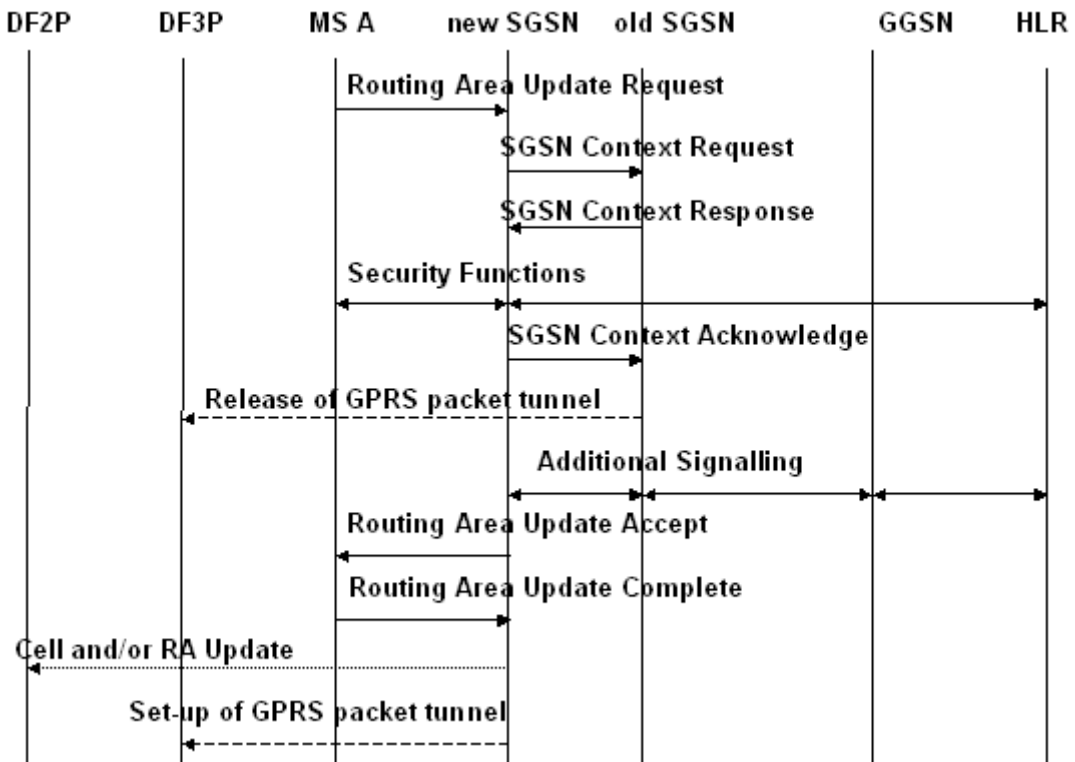 DF2P DF3P MS A new SGSN old SGSN GGSN HLR
Routing Area Update Request
SGSN Context Request
SGSN Context Response
Security Functions
SGSN Context Acknowledge
Release of GPRS packet tunnel
Additional Signalling
Routing Area Update Accept
Routing Area Update Complete
Cell and/or RA Update
Set-up of GPRS packet tunnel